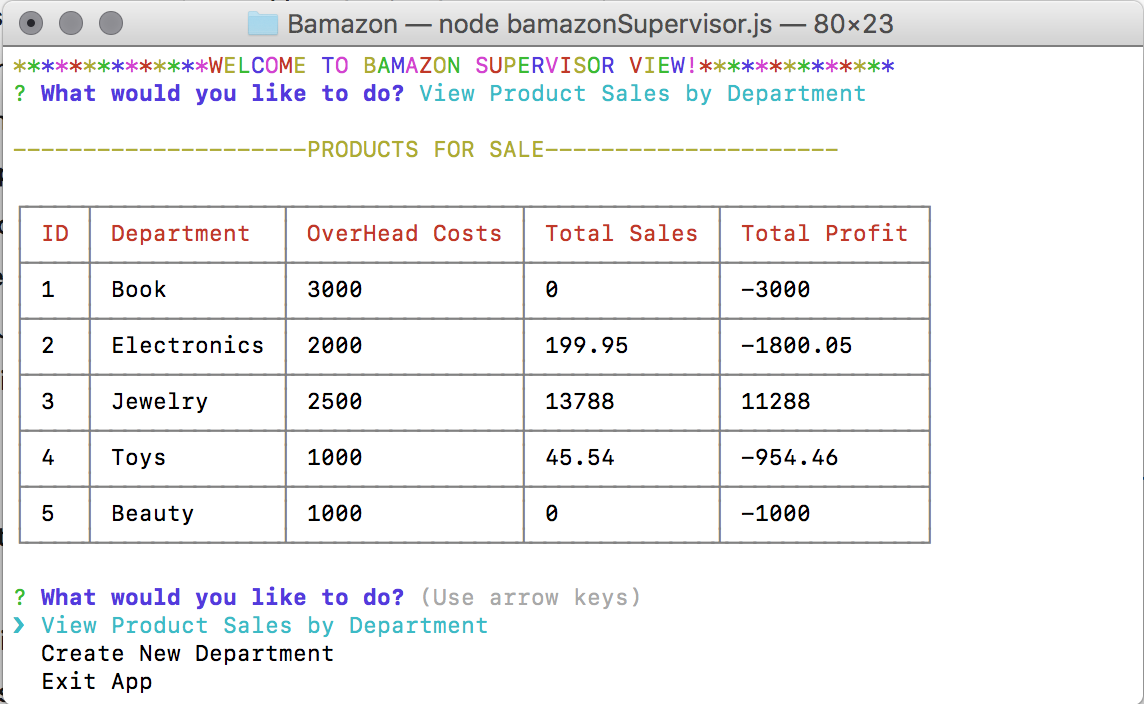 Bamazon — node bamazonSupervisor.js — 80×23
**************WELCOME TO BAMAZON SUPERVISOR VIEW!**************
? What would you like to do? View Product Sales by Department
---------------------PRODUCTS FOR SALE---------------------
ID Department OverHead Costs Total Sales Total Profit
1 Book 3000 0 -3000
2 Electronics 2000 199.95 -1800.05
3 Jewelry 2500 13788 11288
4 Toys 1000 45.54 -954.46
5 Beauty 1000 0 -1000
? What would you like to do? (Use arrow keys)
❯ View Product Sales by Department
Create New Department
Exit App